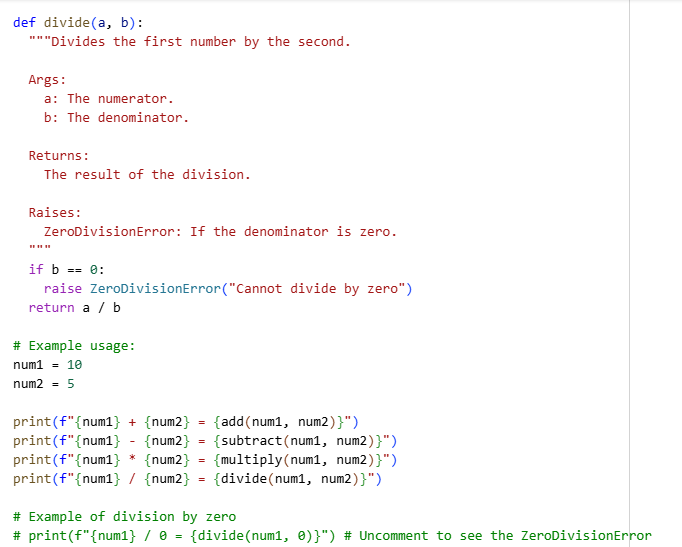 def divide(a, b):
  """Divides the first number by the second.

  Args:
    a: The numerator.
    b: The denominator.

  Returns:
    The result of the division.

  Raises:
    ZeroDivisionError: If the denominator is zero.
  """
  if b == 0:
    raise ZeroDivisionError("Cannot divide by zero")
  return a / b

# Example usage:
num1 = 10
num2 = 5

print(f"{num1} + {num2} = {add(num1, num2)}")
print(f"{num1} - {num2} = {subtract(num1, num2)}")
print(f"{num1} * {num2} = {multiply(num1, num2)}")
print(f"{num1} / {num2} = {divide(num1, num2)}")

# Example of division by zero
# print(f"{num1} / 0 = {divide(num1, 0)}") # Uncomment to see the ZeroDivisionError